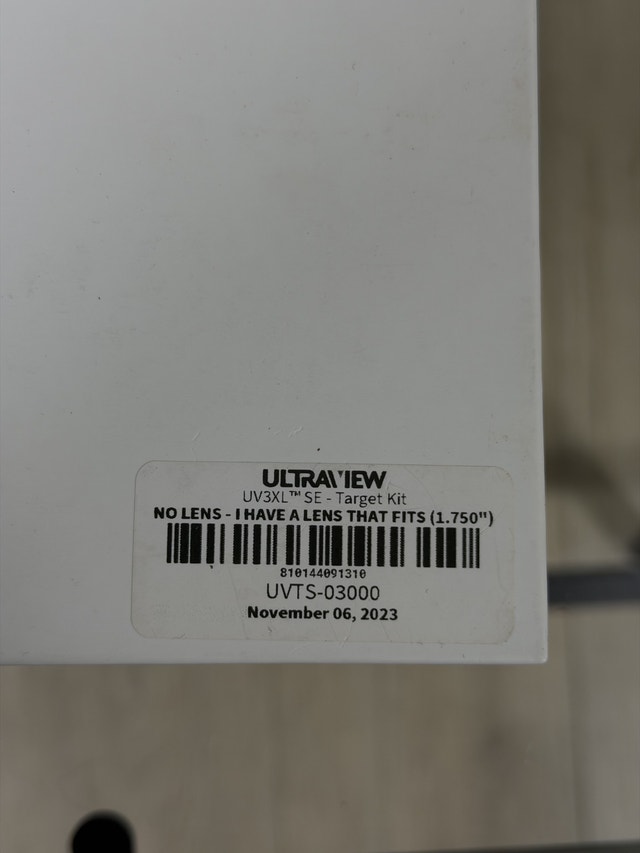 ULTRAVIEW
UV3XL™ SE - Target Kit
NO LENS - I HAVE A LENS THAT FITS (1.750")
810144091310
UVTS-03000
November 06, 2023